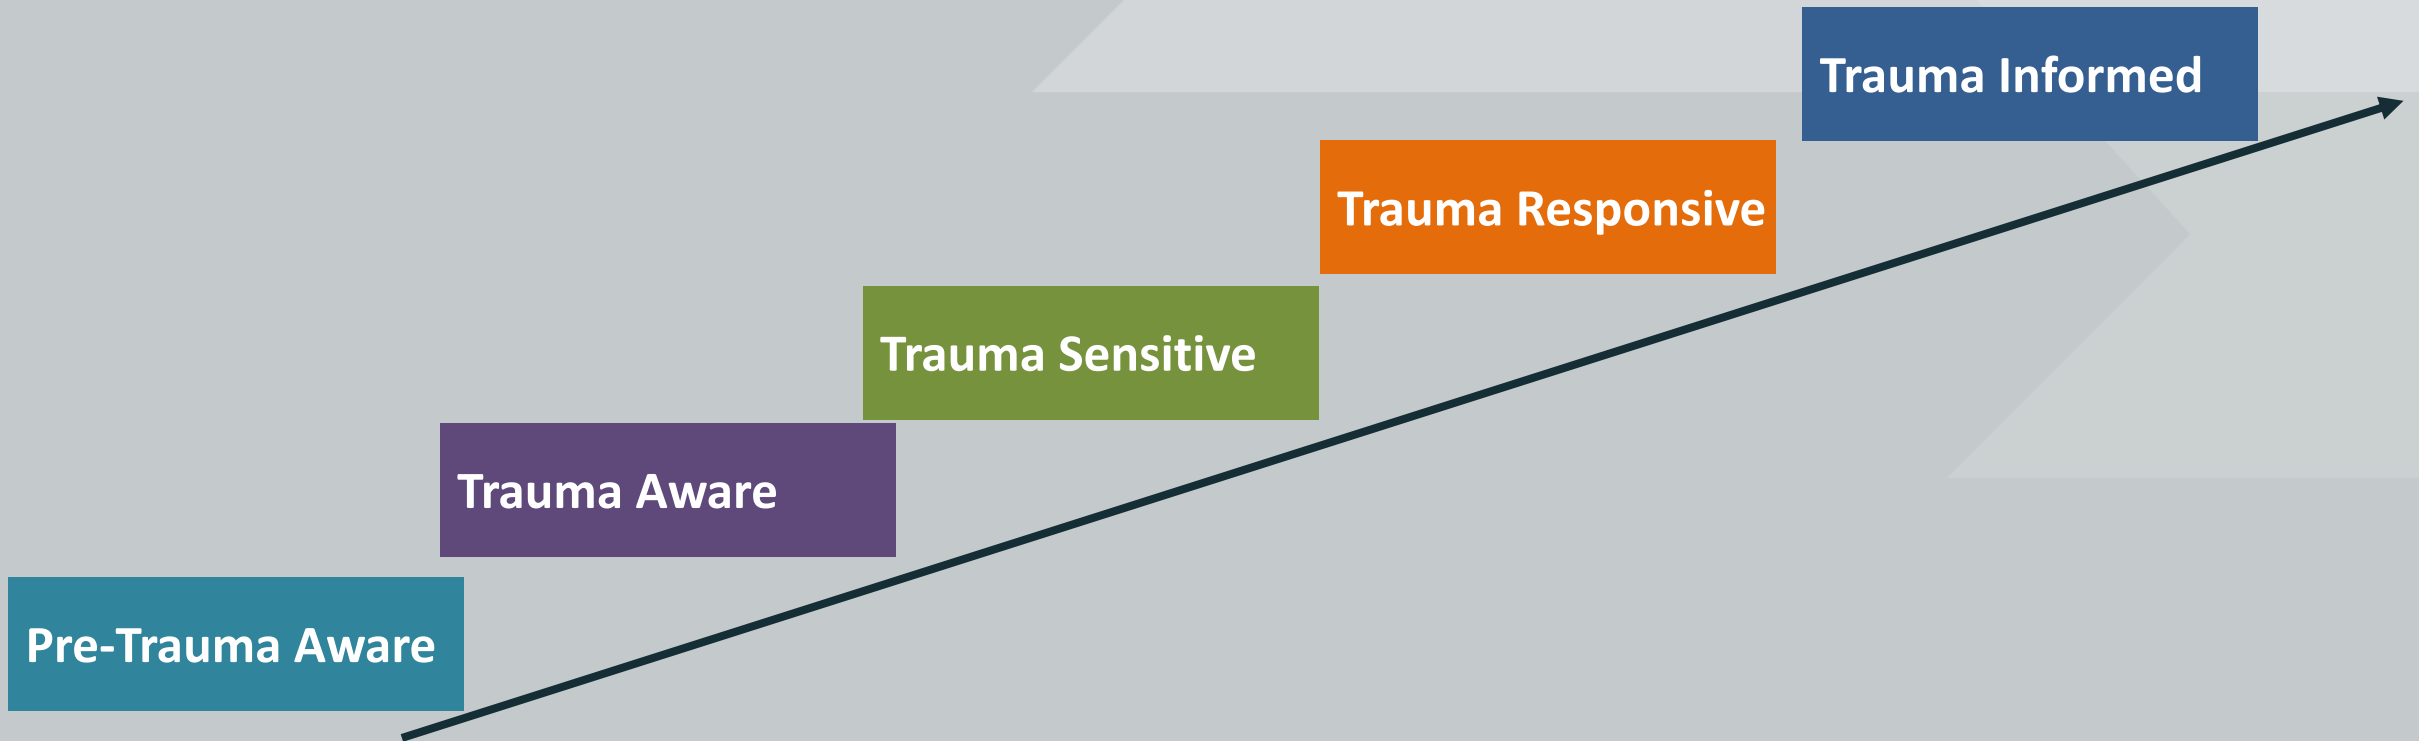 Trauma Informed
Trauma Responsive
Trauma Sensitive
Trauma Aware
Pre-Trauma Aware